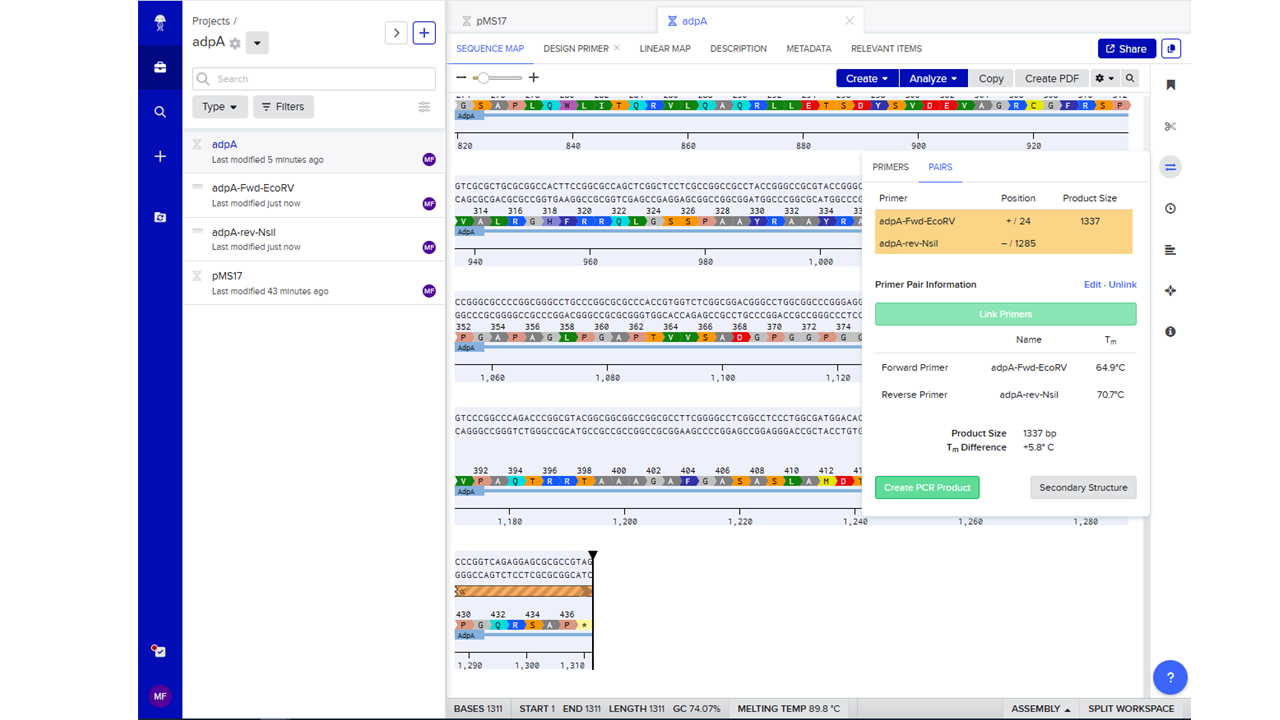 Projects /
adpA
Search
Type
Filters
adpA
Last modified 5 minutes ago
MF
adpA-Fwd-EcoRV
Last modified just now
MF
adpA-rev-NsiI
Last modified just now
MF
pMS17
Last modified 43 minutes ago
MF
MF
pMS17
adpA
SEQUENCE MAP
DESIGN PRIMER
LINEAR MAP
DESCRIPTION
METADATA
RELEVANT ITEMS
Share
Create
Analyze
Copy
Create PDF
G S A P L Q W L I T Q R V L Q A Q R L L E T S D Y S V D E V A G R C G F R S P
AdpA
820 840 860 880 900 920
314 316 318 320 322 324 326 328 330 332 334
V A L R G H F R R Q L G S S P A A Y R A A Y R
AdpA
940 960 980 1,000
352 354 356 358 360 362 364 366 368 370 372 374
P G A P A G L P G A P T V V S A D G P G G P G
AdpA
1,060 1,080 1,100 1,120
392 394 396 398 400 402 404 406 408 410 412
V P A Q T R R T A A A G A F G A S A S L A M D
AdpA
1,180 1,200 1,220 1,240 1,260 1,280
CCCGGTCAGAGGAGCGCGCCGTAG
GGGCCAGTCTCCTCGCGCGGCATC
430 432 434 436
P G Q R S A P *
AdpA
1,290 1,300 1,310
PRIMERS
PAIRS
Primer Position Product Size
adpA-Fwd-EcoRV + / 24 1337
adpA-rev-NsiI – / 1285
Primer Pair Information Edit - Unlink
Link Primers
Name Tm
Forward Primer adpA-Fwd-EcoRV 64.9°C
Reverse Primer adpA-rev-NsiI 70.7°C
Product Size 1337 bp
Tm Difference +5.8° C
Create PCR Product
Secondary Structure
?
BASES 1311 START 1 END 1311 LENGTH 1311 GC 74.07% MELTING TEMP 89.8 °C ASSEMBLY SPLIT WORKSPACE